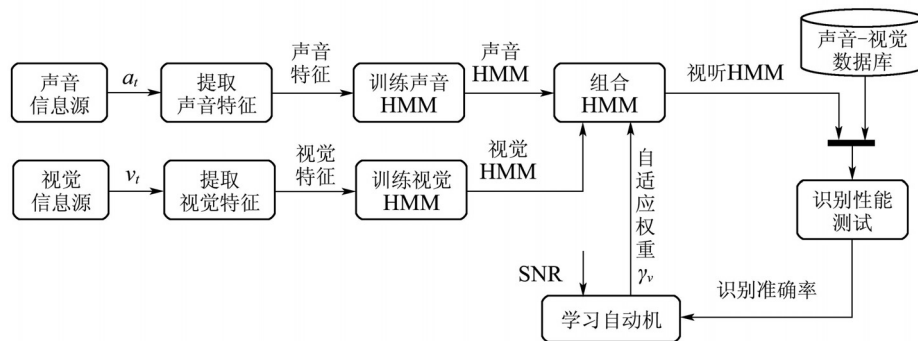 声音-视觉
数据库
声音
信息源
a_t
提取
声音特征
声音
特征
训练声音
HMM
声音
HMM
组合
HMM
视听HMM
视觉
信息源
v_t
提取
视觉特征
视觉
特征
训练视觉
HMM
视觉
HMM
自适应权重
γ_v
识别性能
测试
SNR
学习自动机
识别准确率